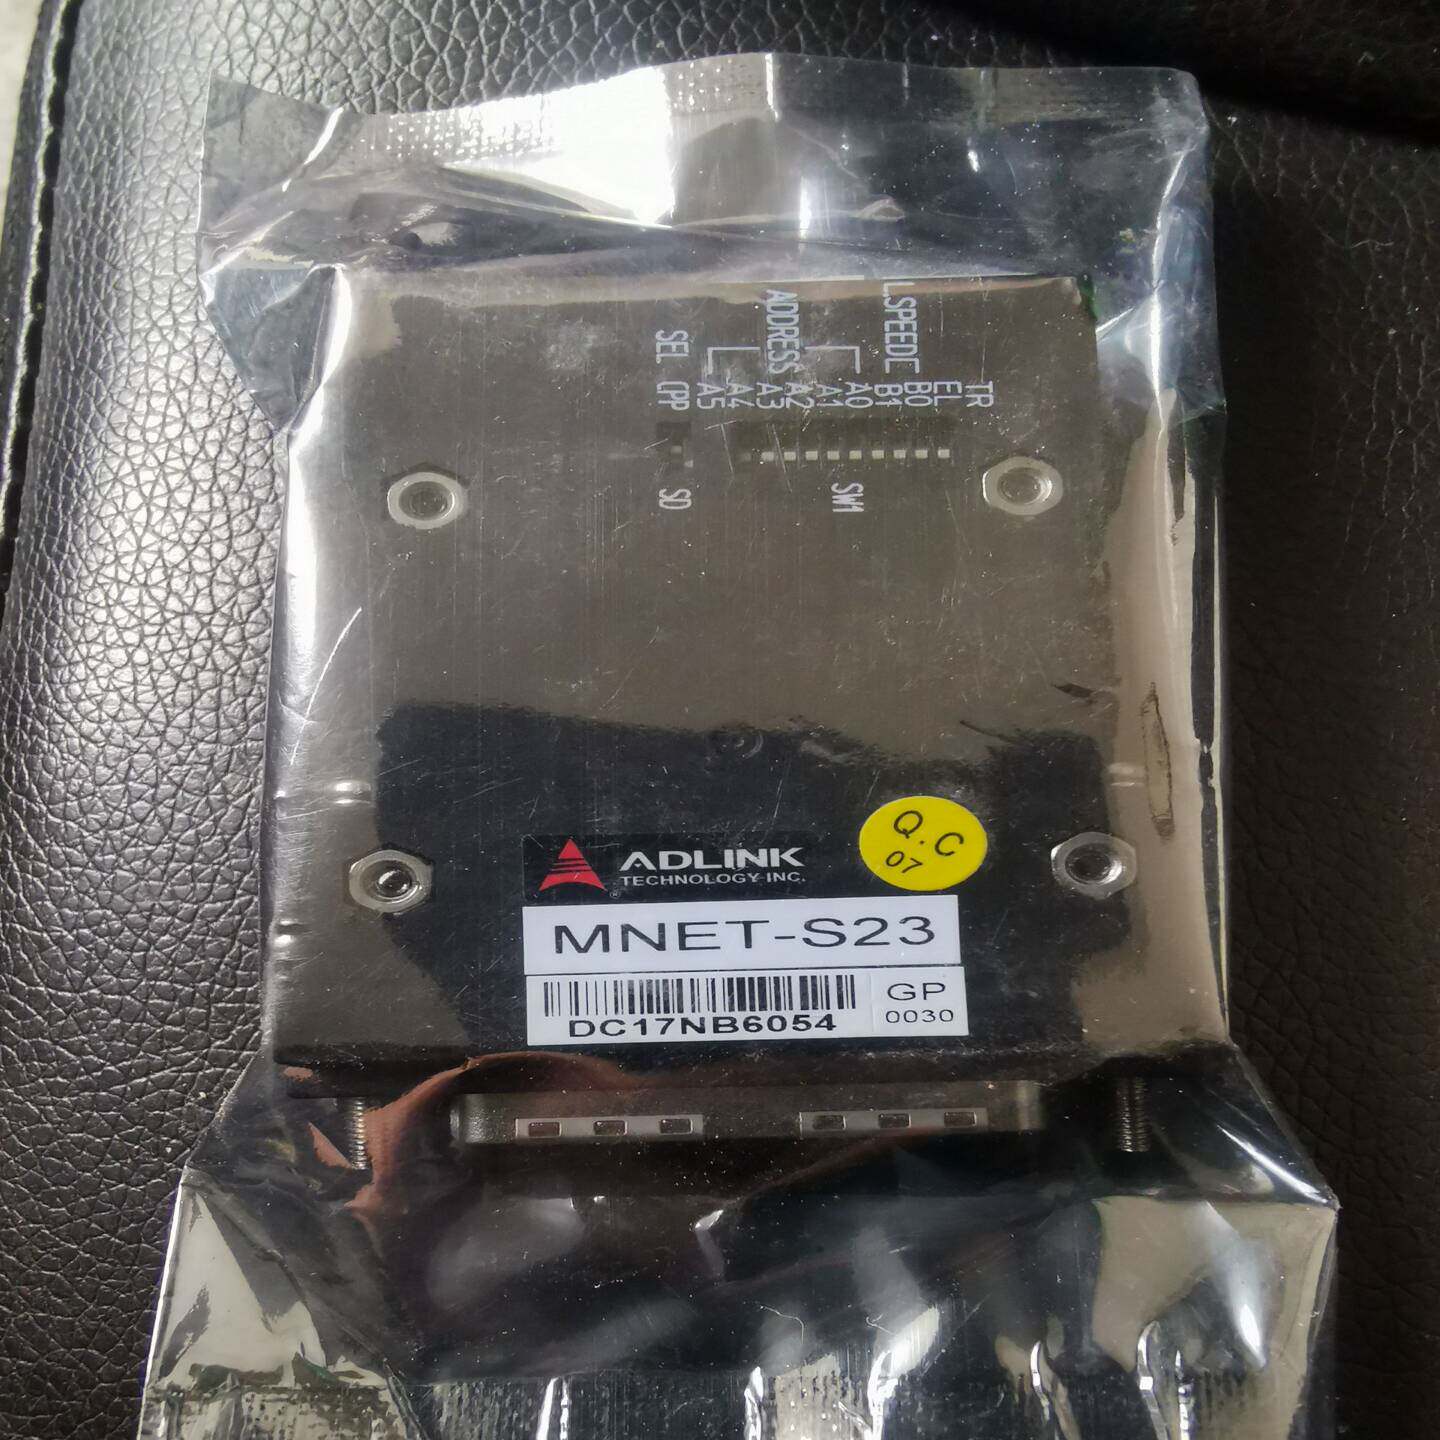 L.SPEED
ADDRESS
SEL
CPP
A5
A4
A3
A2
A1
A0
B1
B0
EL
TR
SD
SW1
ADLINK
TECHNOLOGY INC.
Q.C
07
MNET-S23
DC17NB6054
GP
0030